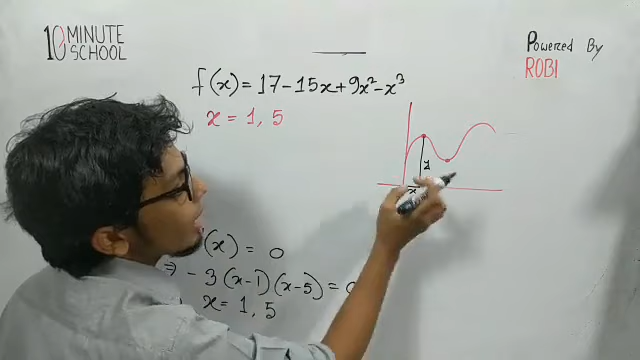 10 MINUTE SCHOOL
Powered By
ROBI
f(x) = 17 - 15x + 9x² - x³
x = 1, 5
y
x
(x) = 0
⇒ -3(x-1)(x-5) = 0
x = 1, 5